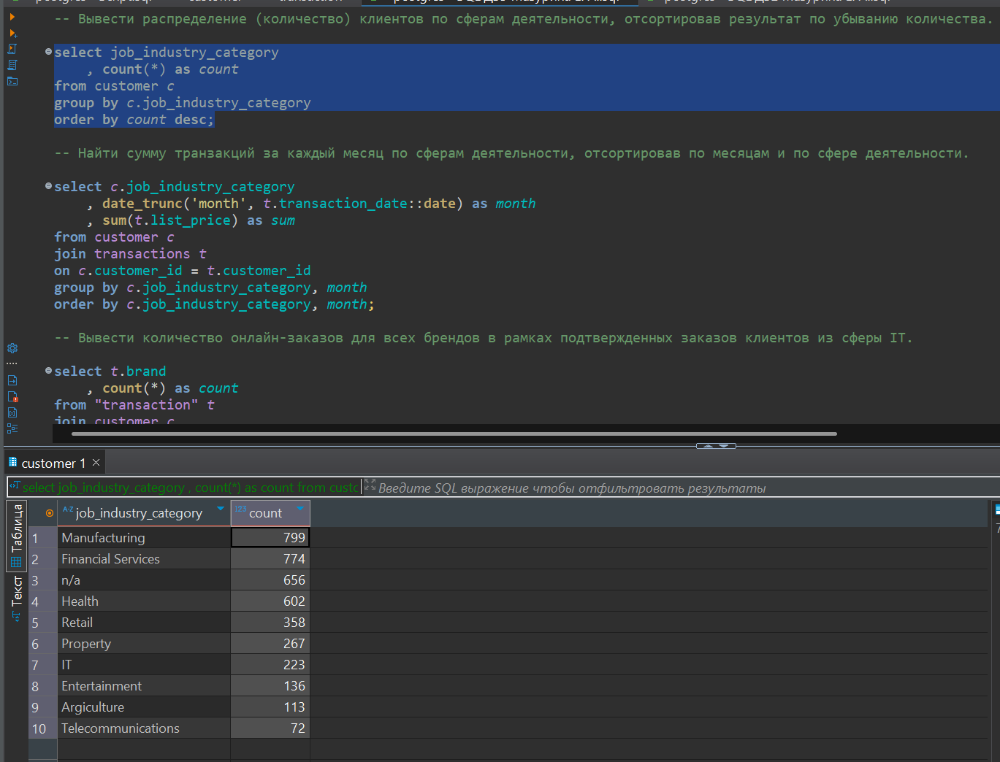 -- Вывести распределение (количество) клиентов по сферам деятельности, отсортировав результат по убыванию количества.
select job_industry_category
, count(*) as count
from customer c
group by c.job_industry_category
order by count desc;
-- Найти сумму транзакций за каждый месяц по сферам деятельности, отсортировав по месяцам и по сфере деятельности.
select c.job_industry_category
, date_trunc('month', t.transaction_date::date) as month
, sum(t.list_price) as sum
from customer c
join transactions t
on c.customer_id = t.customer_id
group by c.job_industry_category, month
order by c.job_industry_category, month;
-- Вывести количество онлайн-заказов для всех брендов в рамках подтвержденных заказов клиентов из сферы IT.
select t.brand
, count(*) as count
from "transaction" t
join customer c
customer 1
select job_industry_category , count(*) as count from custc
Введите SQL выражение чтобы отфильтровать результаты
Таблица
Текст
A-Z job_industry_category 123 count
1 Manufacturing 799
2 Financial Services 774
3 n/a 656
4 Health 602
5 Retail 358
6 Property 267
7 IT 223
8 Entertainment 136
9 Argiculture 113
10 Telecommunications 72